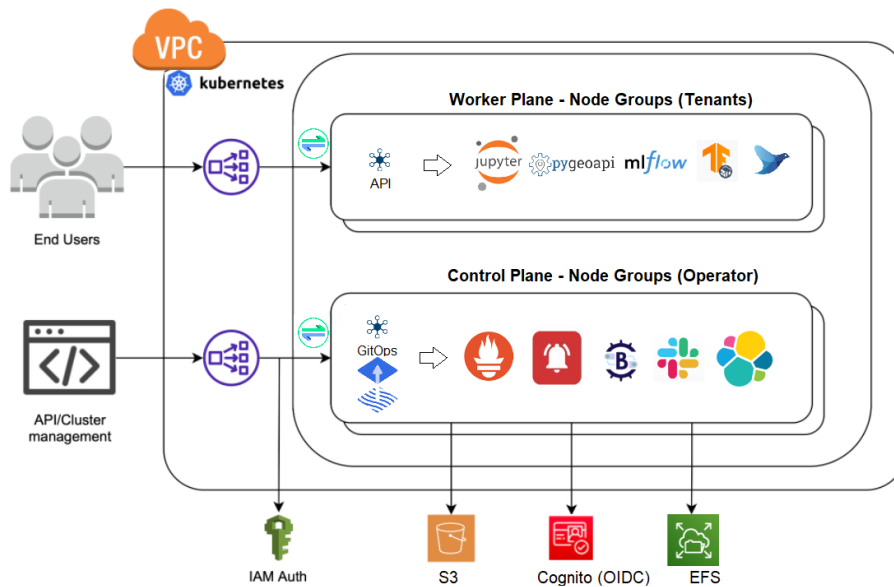 VPC
kubernetes
Worker Plane - Node Groups (Tenants)
API
jupyter
pygeoapi
mlflow
End Users
Control Plane - Node Groups (Operator)
GitOps
B
API/Cluster
management
IAM Auth
S3
Cognito (OIDC)
EFS